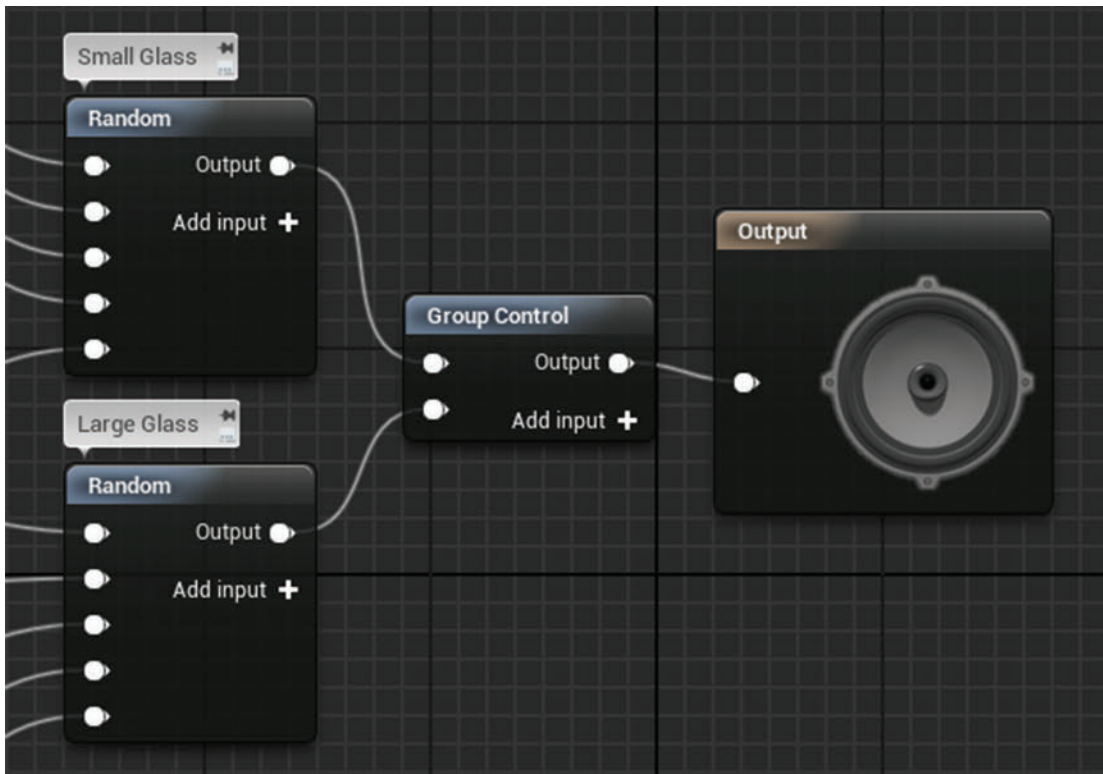 Small Glass
Random
Output
Add input
Large Glass
Random
Output
Add input
Group Control
Output
Add input
Output